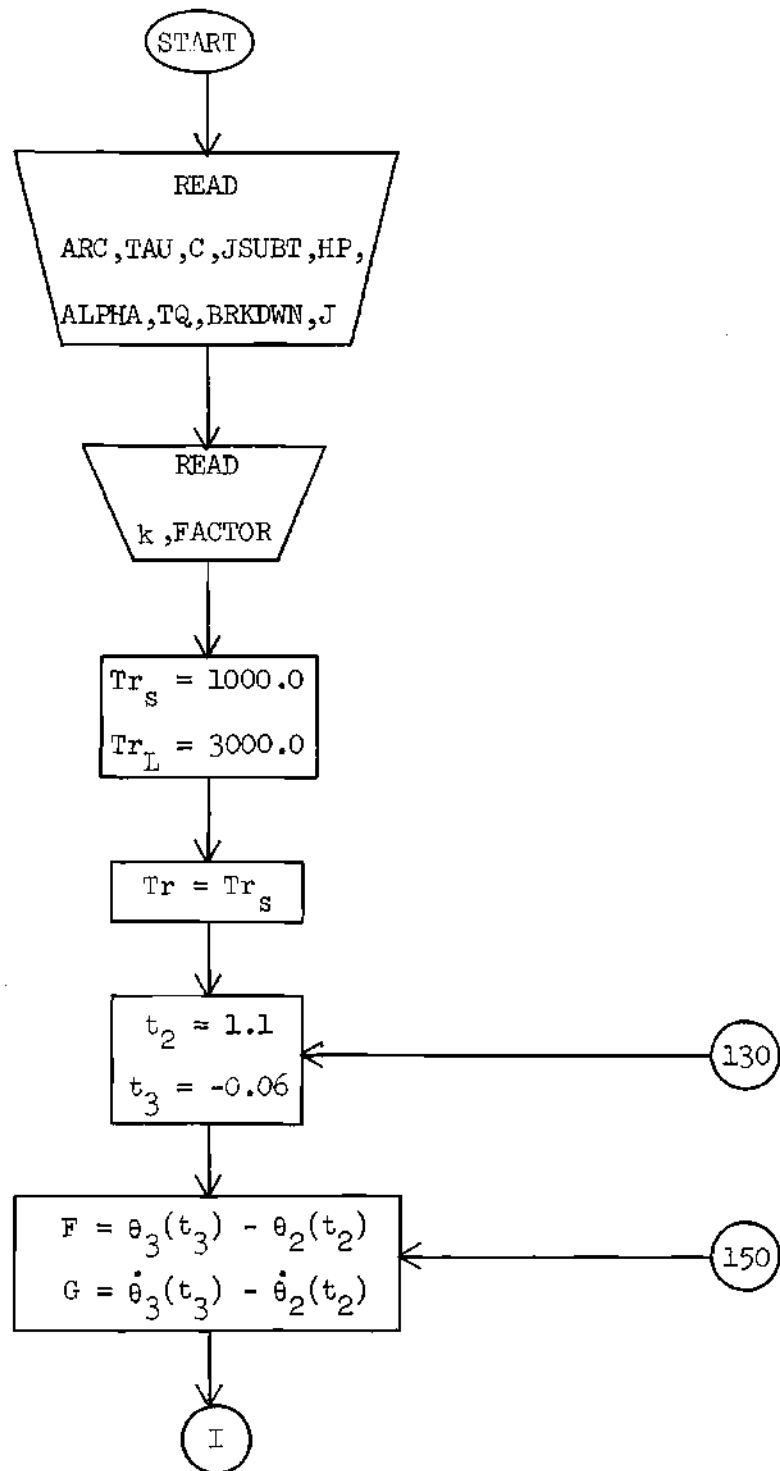 START
READ
ARC,TAU,C,JSUBT,HP,
ALPHA,TQ,BRKDWN,J
READ
k,FACTOR
Tr_s = 1000.0
Tr_L = 3000.0
Tr = Tr_s
t_2 = 1.1
t_3 = -0.06
130
F = θ_3(t_3) - θ_2(t_2)
G = θ̇_3(t_3) - θ̇_2(t_2)
150
I